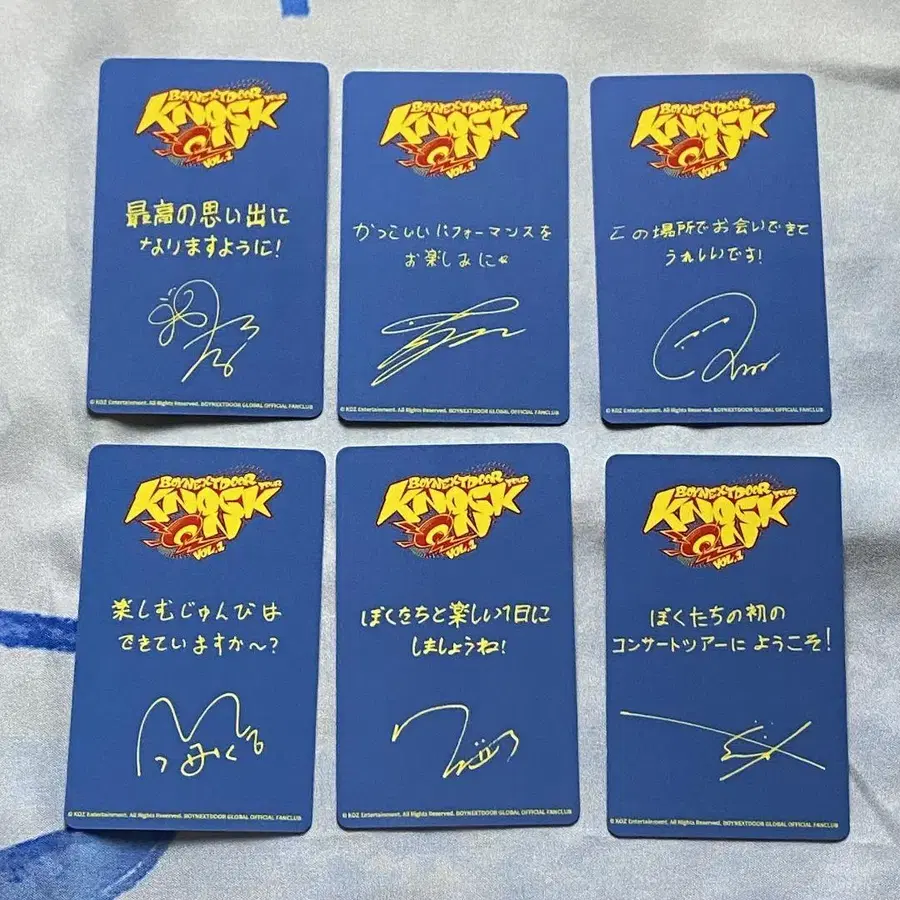 BOYNEXTDOOR TOUR
KNOCK
ON
VOL.1
最高の思い出に
なりますように!
© KOZ Entertainment. All Rights Reserved. BOYNEXTDOOR GLOBAL OFFICIAL FANCLUB
BOYNEXTDOOR TOUR
KNOCK
ON
VOL.1
かっこいいパフォーマンスを
お楽しみに
© KOZ Entertainment. All Rights Reserved. BOYNEXTDOOR GLOBAL OFFICIAL FANCLUB
BOYNEXTDOOR TOUR
KNOCK
ON
VOL.1
この場所でお会いできて
うれしいです!
© KOZ Entertainment. All Rights Reserved. BOYNEXTDOOR GLOBAL OFFICIAL FANCLUB
BOYNEXTDOOR TOUR
KNOCK
ON
VOL.1
楽しむじゅんびは
できていますか〜?
© KOZ Entertainment. All Rights Reserved. BOYNEXTDOOR GLOBAL OFFICIAL FANCLUB
BOYNEXTDOOR TOUR
KNOCK
ON
VOL.1
ぼくたちと楽しい1日に
しましょうね!
© KOZ Entertainment. All Rights Reserved. BOYNEXTDOOR GLOBAL OFFICIAL FANCLUB
BOYNEXTDOOR TOUR
KNOCK
ON
VOL.1
ぼくたちの初の
コンサートツアーにようこそ!
© KOZ Entertainment. All Rights Reserved. BOYNEXTDOOR GLOBAL OFFICIAL FANCLUB